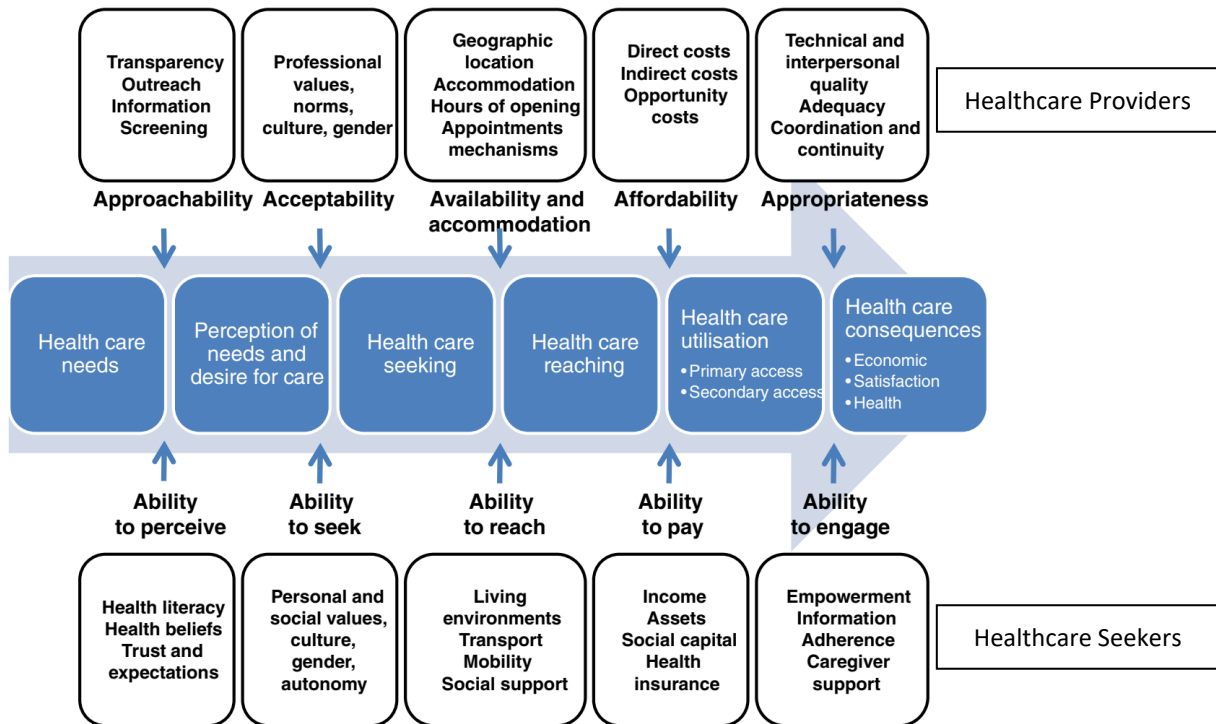 Transparency
Outreach
Information
Screening
Professional
values,
norms,
culture, gender
Geographic
location
Accommodation
Hours of opening
Appointments
mechanisms
Direct costs
Indirect costs
Opportunity
costs
Technical and
interpersonal
quality
Adequacy
Coordination and
continuity
Healthcare Providers
Approachability
Acceptability
Availability and
accommodation
Affordability
Appropriateness
Health care
needs
Perception of
needs and
desire for care
Health care
seeking
Health care
reaching
Health care
utilisation
• Primary access
• Secondary access
Health care
consequences
• Economic
• Satisfaction
• Health
Ability
to perceive
Ability
to seek
Ability
to reach
Ability
to pay
Ability
to engage
Health literacy
Health beliefs
Trust and
expectations
Personal and
social values,
culture,
gender,
autonomy
Living
environments
Transport
Mobility
Social support
Income
Assets
Social capital
Health
insurance
Empowerment
Information
Adherence
Caregiver
support
Healthcare Seekers